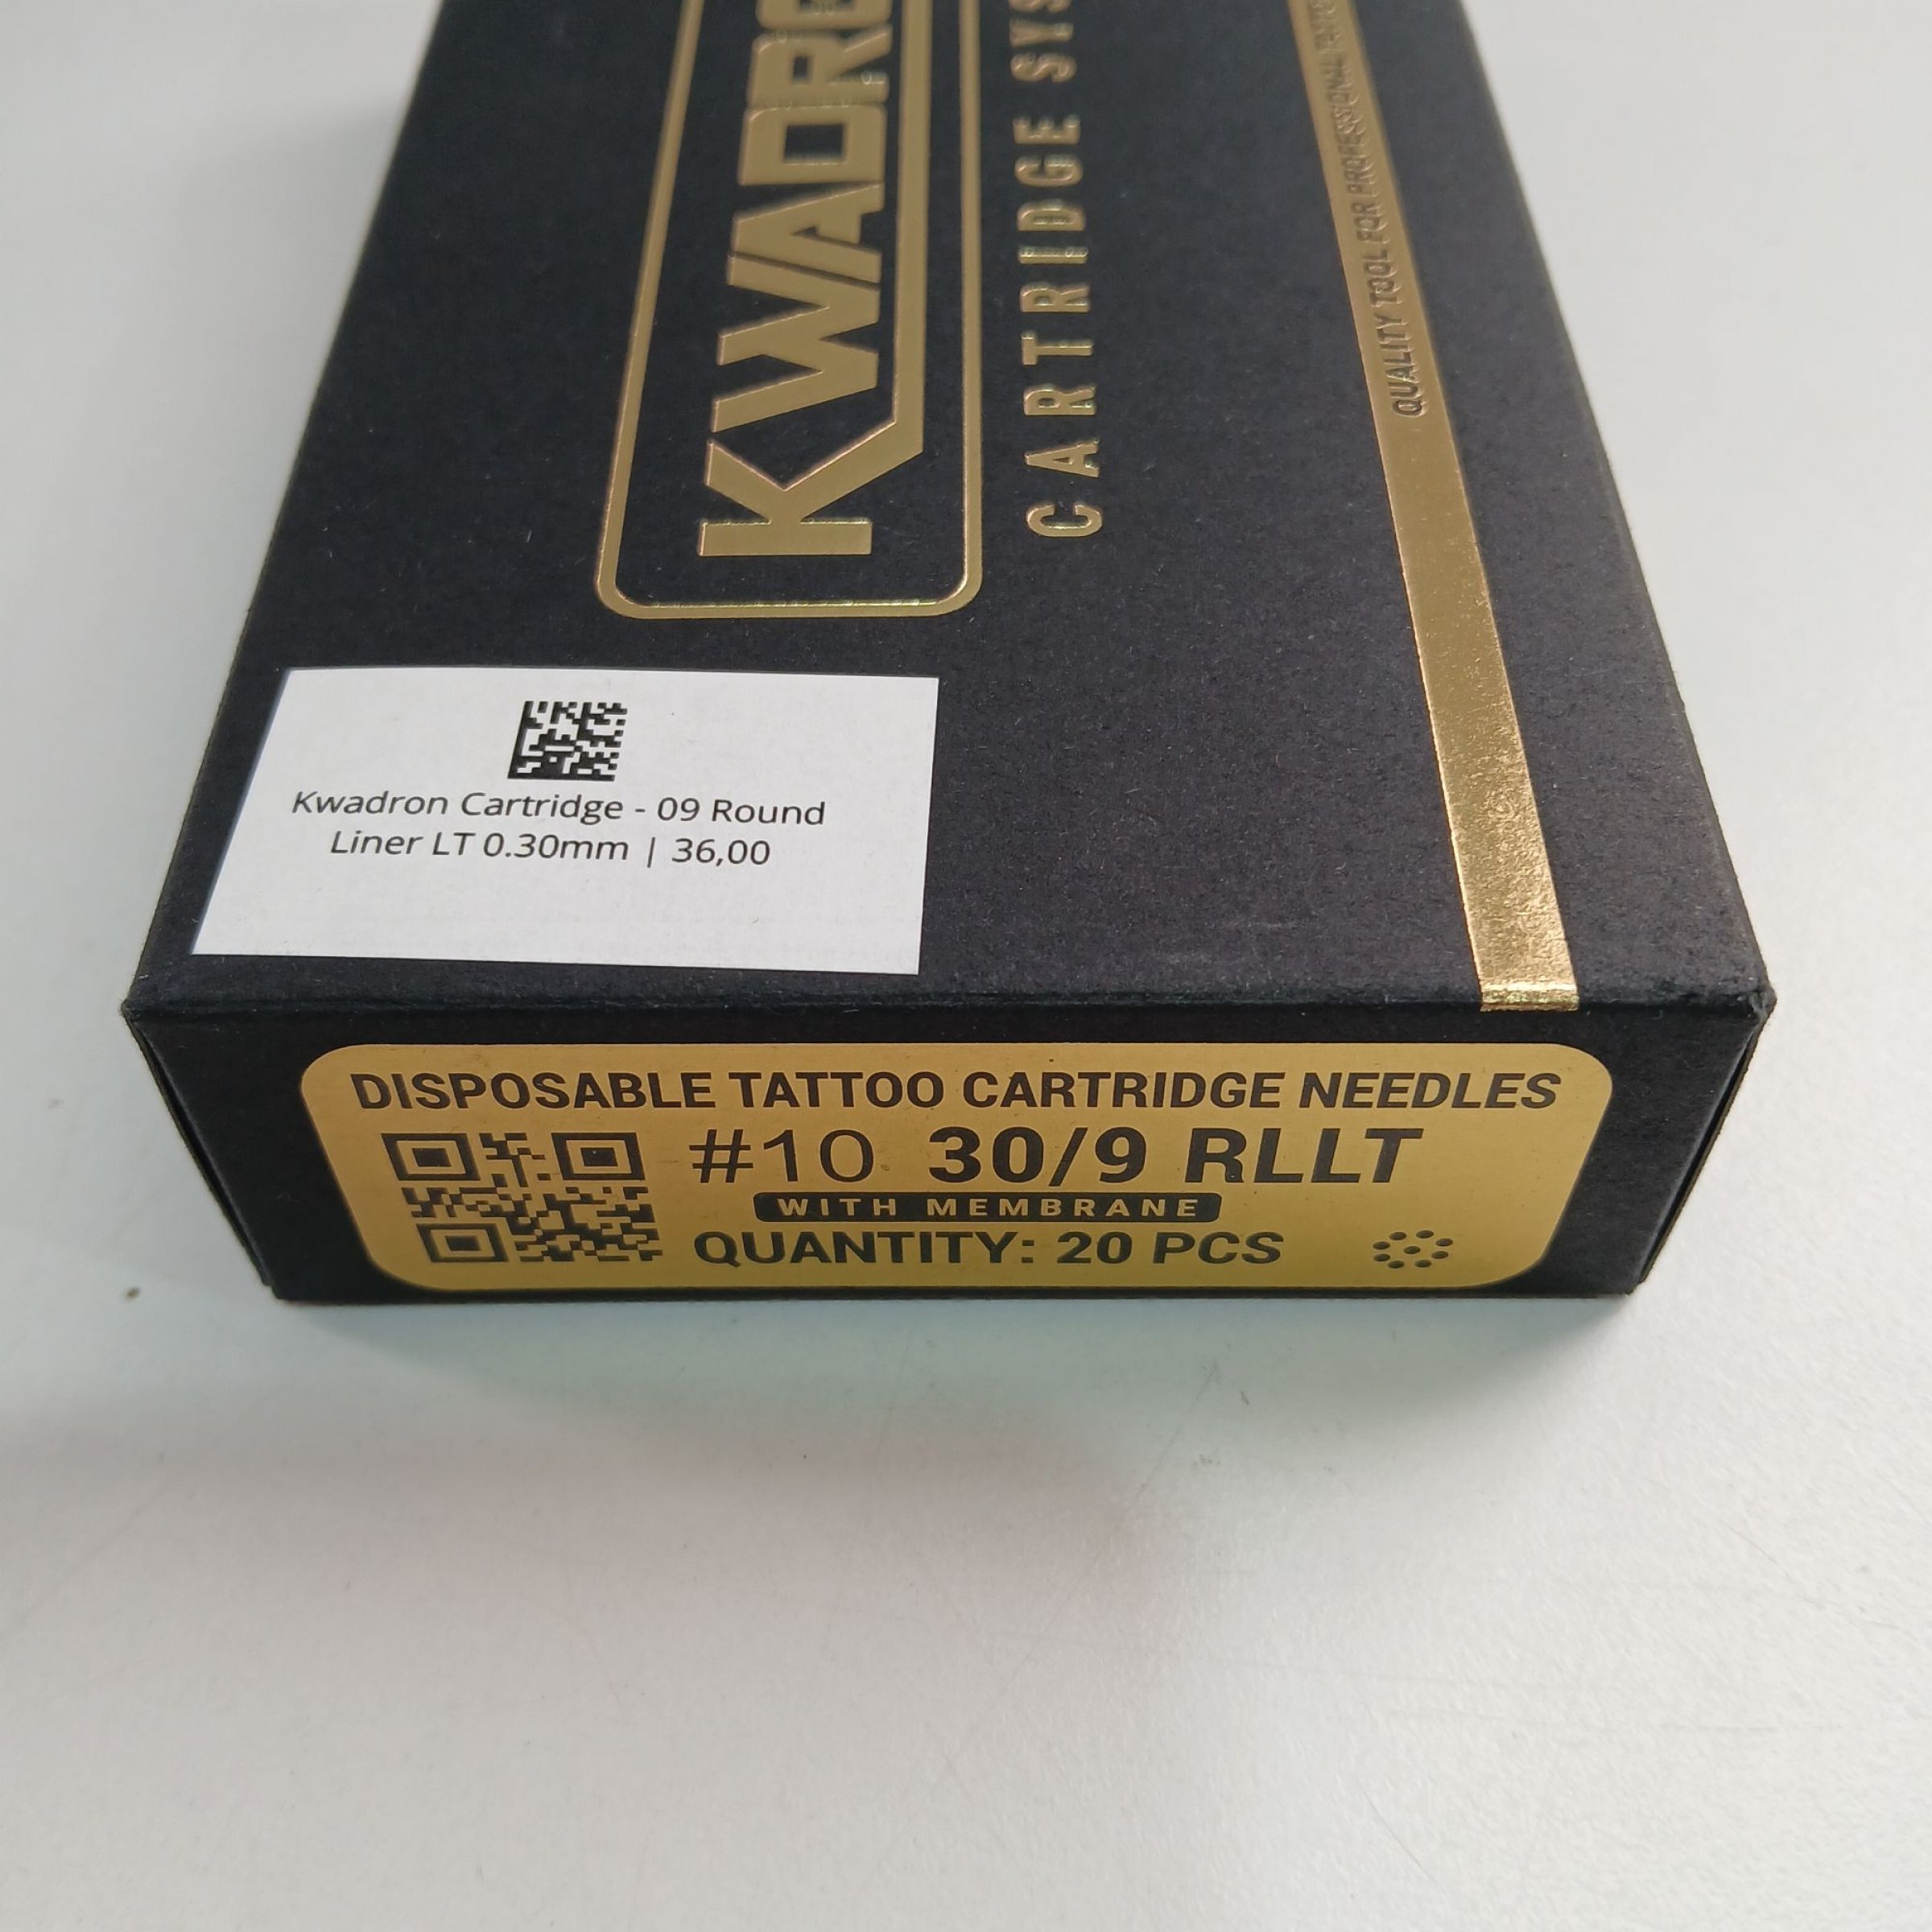 KWADRO
CARTRIDGE SYS
QUALITY TOOL FOR PROFESSIONAL
Kwadron Cartridge - 09 Round
Liner LT 0.30mm | 36,00
DISPOSABLE TATTOO CARTRIDGE NEEDLES
#10 30/9 RLLT
WITH MEMBRANE
QUANTITY: 20 PCS